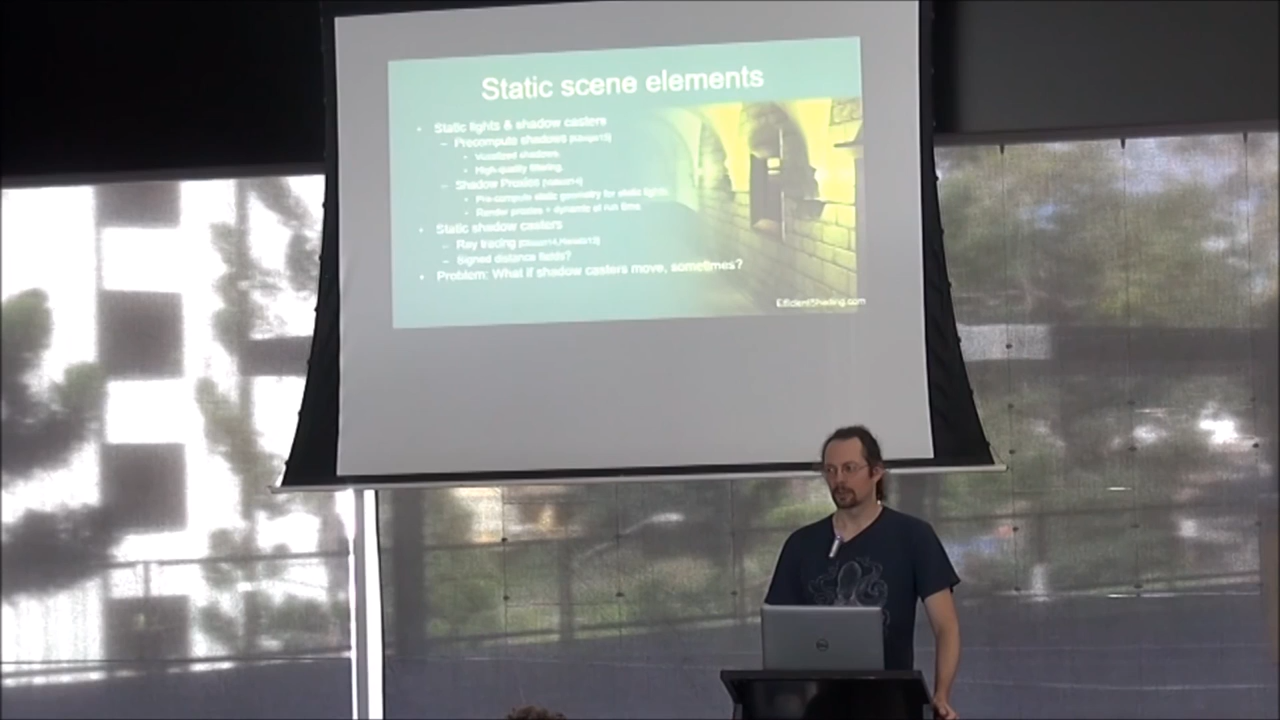 Static scene elements
• Static lights & shadow casters
– Precompute shadows
• Voxelized shadows.
• High-quality filtering.
– Shadow Proxies
• Pre-compute static geometry for static lights
• Render proxies + dynamic at run time.
• Static shadow casters
– Ray tracing
– Signed distance fields?
• Problem: What if shadow casters move, sometimes?
EfficientShading.com
DELL